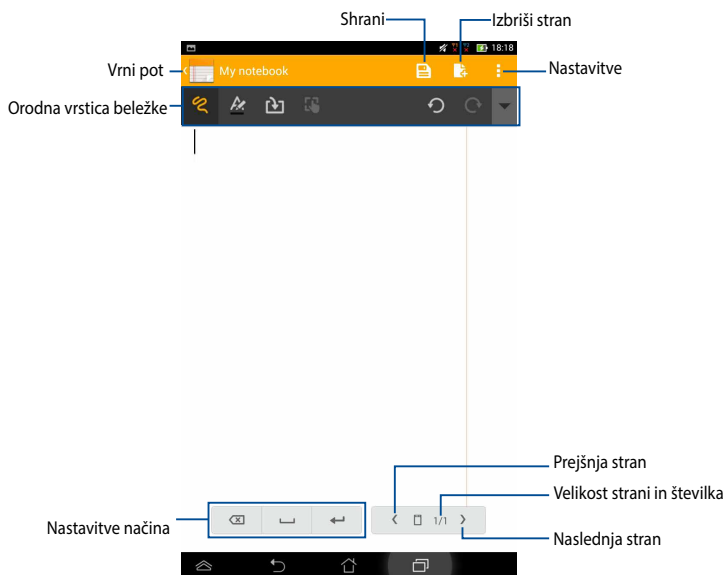 Shrani
Izbriši stran
18:18
Vrni pot
My notebook
Nastavitve
Orodna vrstica beležke
Prejšnja stran
Velikost strani in številka
1/1
Nastavitve načina
Naslednja stran